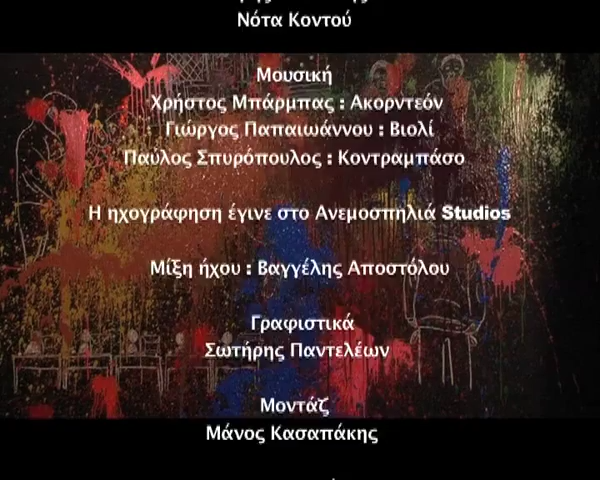 Νότα Κοντού
Μουσική
Χρήστος Μπάρμπας : Ακορντεόν
Γιώργος Παπαιωάννου : Βιολί
Παύλος Σπυρόπουλος : Κοντραμπάσο
Η ηχογράφηση έγινε στο Ανεμοσπηλιά Studios
Μίξη ήχου : Βαγγέλης Αποστόλου
Γραφιστικά
Σωτήρης Παντελέων
Μοντάζ
Μάνος Κασαπάκης